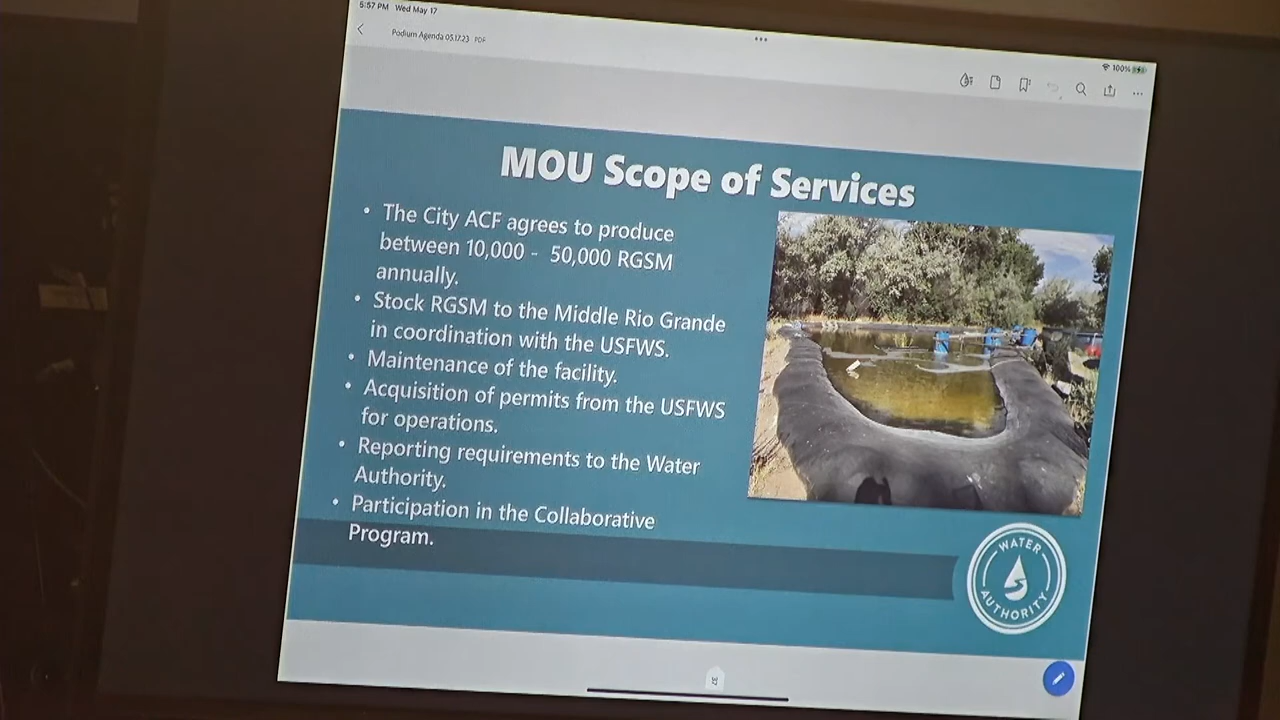 5:57 PM Wed May 17
Podium Agenda 05.17.23 PDF
100%
MOU Scope of Services
• The City ACF agrees to produce
between 10,000 - 50,000 RGSM
annually.
• Stock RGSM to the Middle Rio Grande
in coordination with the USFWS.
• Maintenance of the facility.
• Acquisition of permits from the USFWS
for operations.
• Reporting requirements to the Water
Authority.
• Participation in the Collaborative
Program.
WATER
AUTHORITY